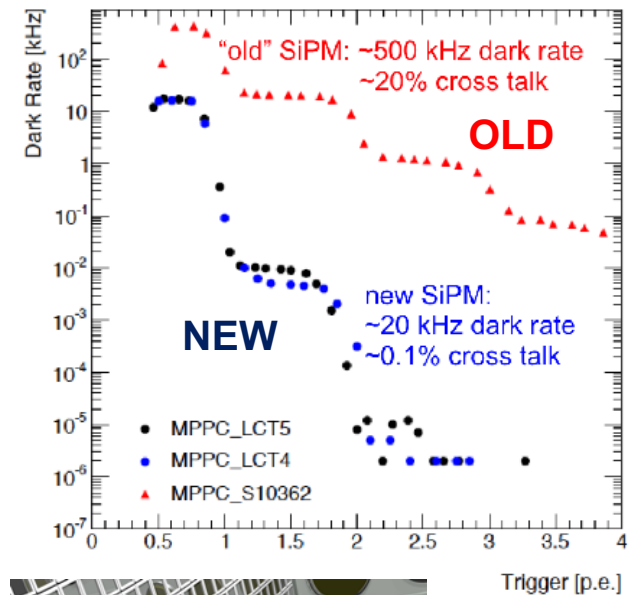 Dark Rate [kHz]
10²
10
1
10⁻¹
10⁻²
10⁻³
10⁻⁴
10⁻⁵
10⁻⁶
10⁻⁷
"old" SiPM: ~500 kHz dark rate
~20% cross talk
OLD
new SiPM:
~20 kHz dark rate
~0.1% cross talk
NEW
MPPC_LCT5
MPPC_LCT4
MPPC_S10362
0 0.5 1 1.5 2 2.5 3 3.5 4
Trigger [p.e.]